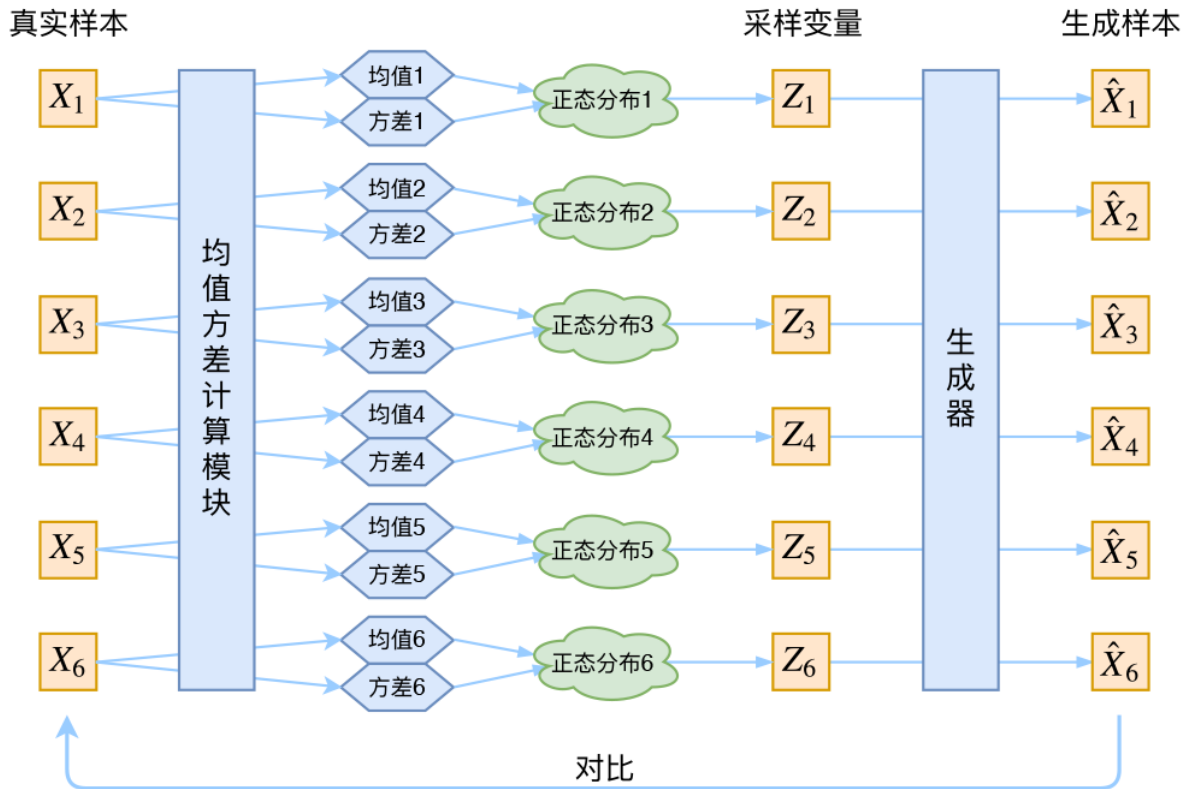 真实样本
采样变量
生成样本
X₁
均值1
方差1
正态分布1
Z₁
X̂₁
X₂
均值2
方差2
正态分布2
Z₂
X̂₂
X₃
均值3
方差3
正态分布3
Z₃
X̂₃
X₄
均值4
方差4
正态分布4
Z₄
X̂₄
X₅
均值5
方差5
正态分布5
Z₅
X̂₅
X₆
均值6
方差6
正态分布6
Z₆
X̂₆
均值方差计算模块
生成器
对比